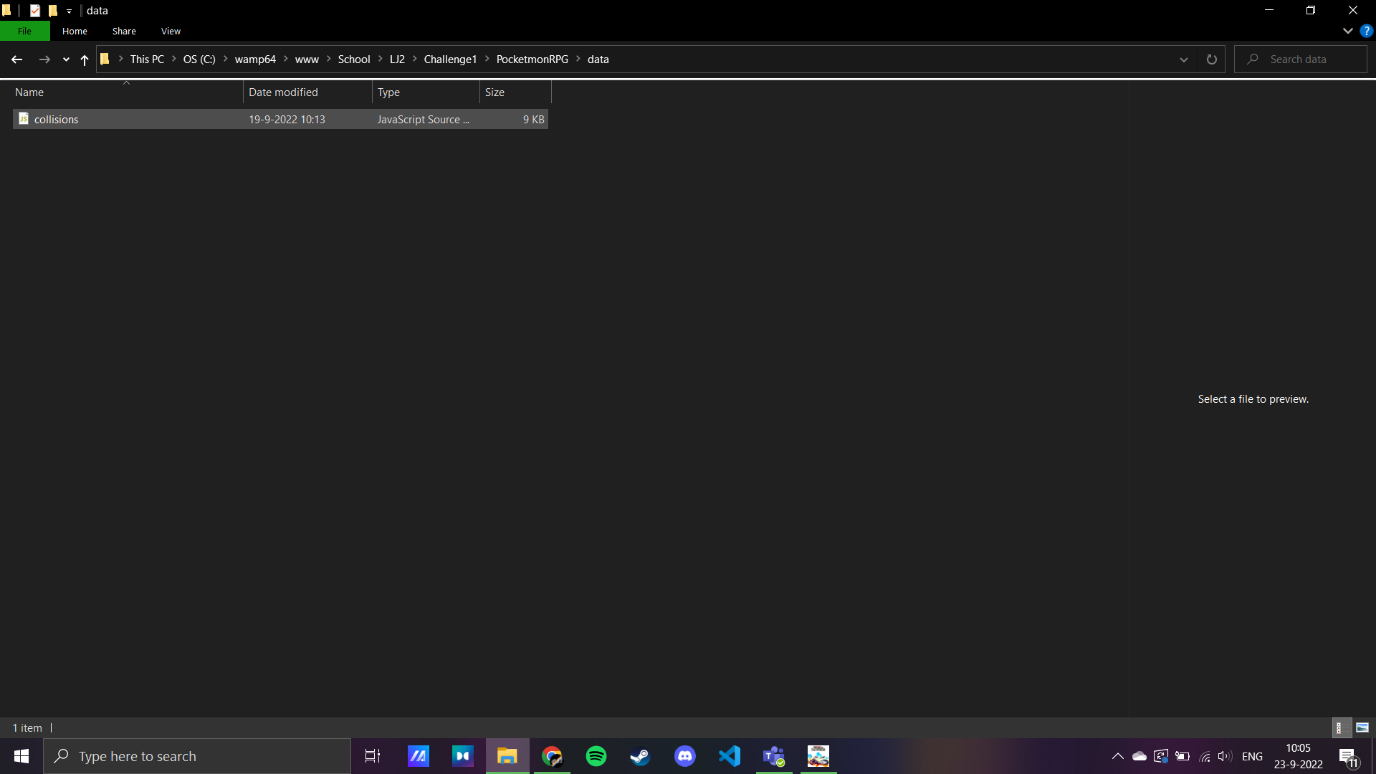 data
File Home Share View
This PC OS (C:) wamp64 www School LJ2 Challenge1 PocketmonRPG data
Search data
Name Date modified Type Size
collisions 19-9-2022 10:13 JavaScript Source ... 9 KB
Select a file to preview.
1 item
Type here to search
ENG
10:05
23-9-2022
11